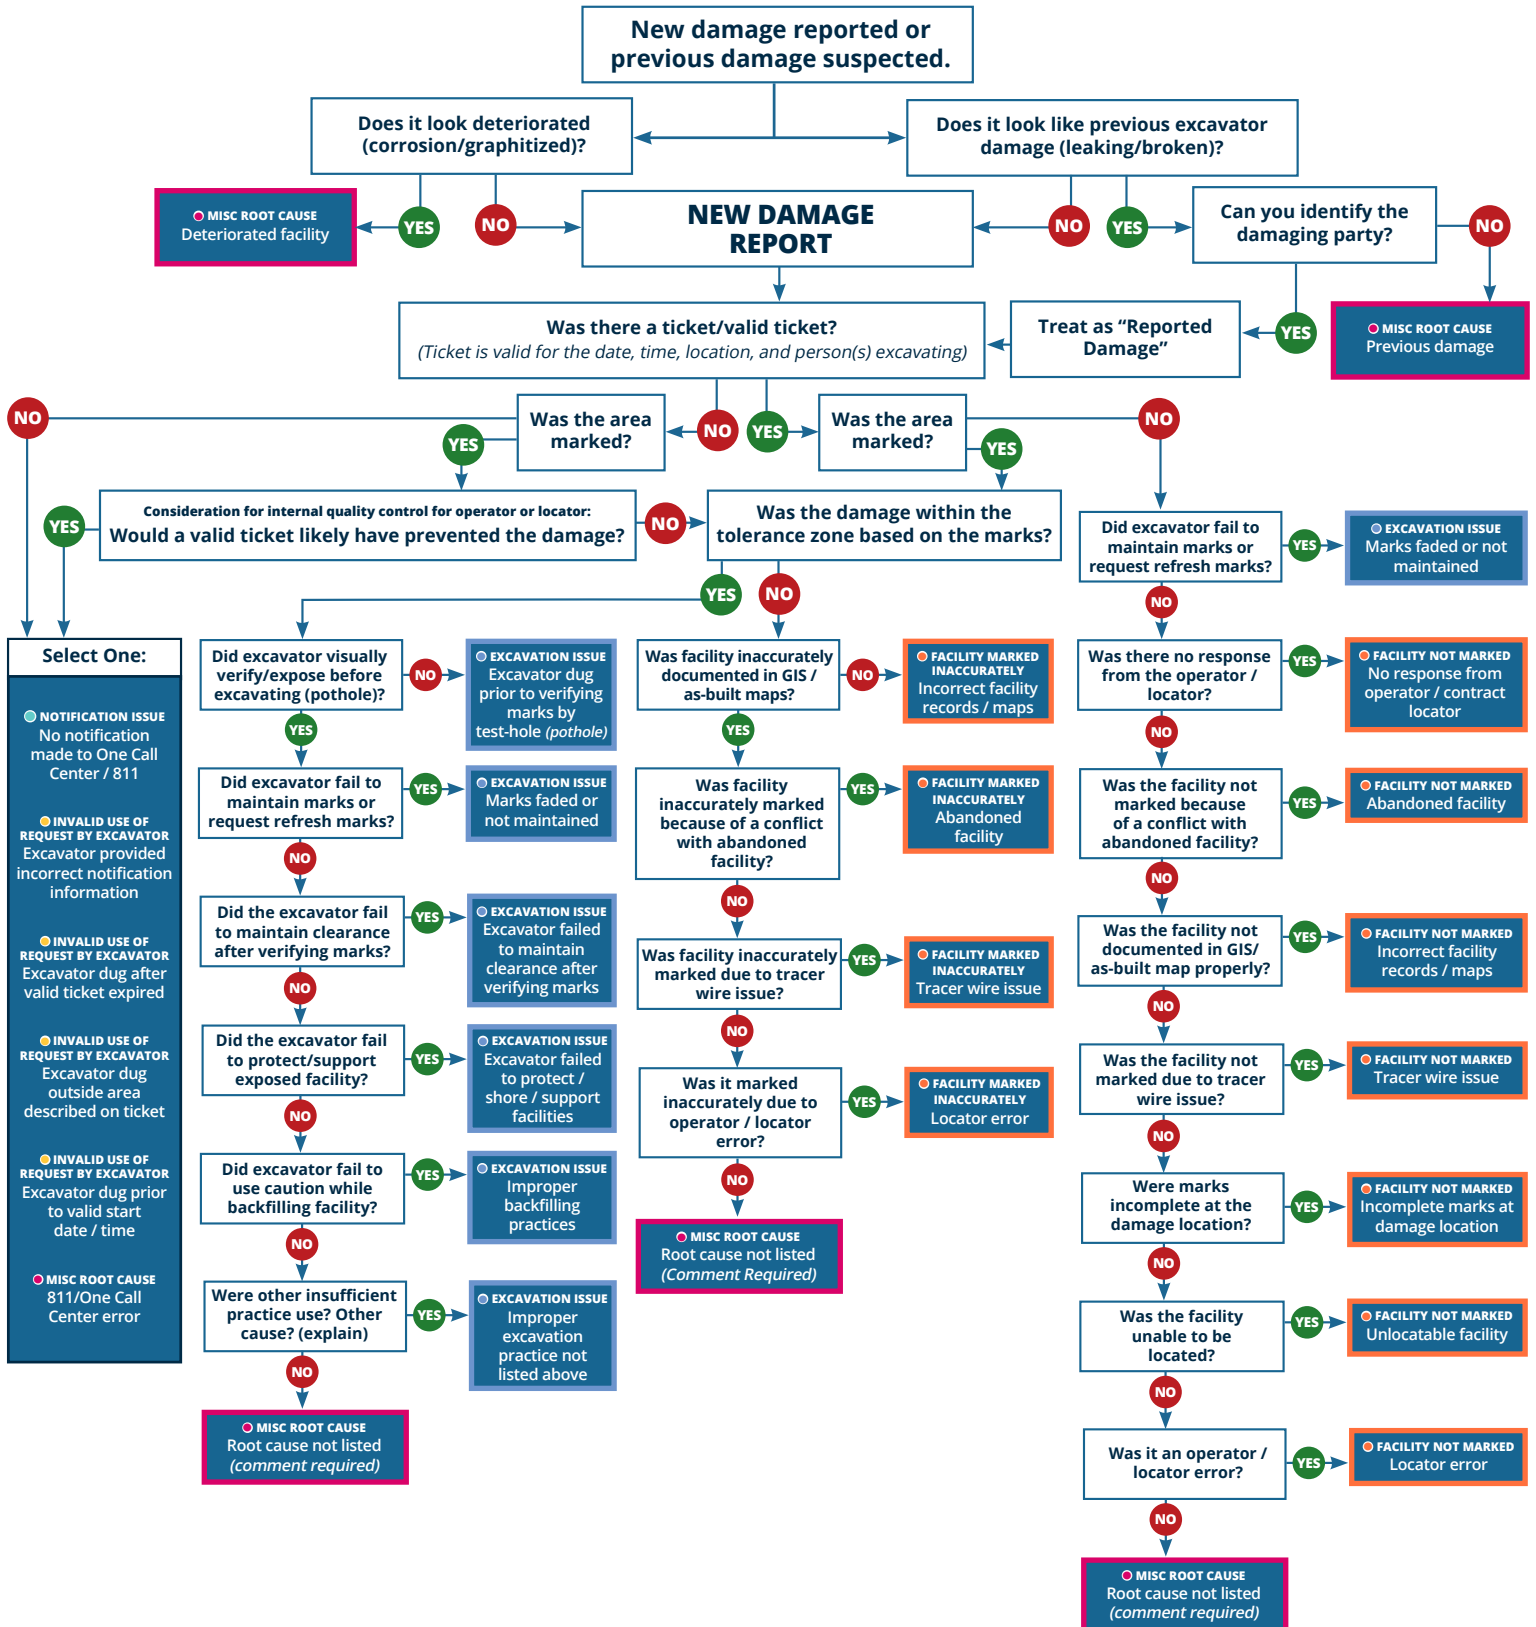 New damage reported or
previous damage suspected.
Does it look deteriorated
(corrosion/graphitized)?
Does it look like previous excavator
damage (leaking/broken)?
MISC ROOT CAUSE
Deteriorated facility
YES
NO
NEW DAMAGE
REPORT
NO
YES
Can you identify the
damaging party?
NO
Was there a ticket/valid ticket?
(Ticket is valid for the date, time, location, and person(s) excavating)
Treat as “Reported
Damage”
YES
MISC ROOT CAUSE
Previous damage
NO
YES
Was the area
marked?
NO
YES
Was the area
marked?
YES
NO
YES
Consideration for internal quality control for operator or locator:
Would a valid ticket likely have prevented the damage?
NO
Was the damage within the
tolerance zone based on the marks?
YES
NO
Select One:
NOTIFICATION ISSUE
No notification
made to One Call
Center / 811
INVALID USE OF
REQUEST BY EXCAVATOR
Excavator provided
incorrect notification
information
INVALID USE OF
REQUEST BY EXCAVATOR
Excavator dug after
valid ticket expired
INVALID USE OF
REQUEST BY EXCAVATOR
Excavator dug
outside area
described on ticket
INVALID USE OF
REQUEST BY EXCAVATOR
Excavator dug prior
to valid start
date / time
MISC ROOT CAUSE
811/One Call
Center error
Did excavator visually
verify/expose before
excavating (pothole)?
NO
EXCAVATION ISSUE
Excavator dug
prior to verifying
marks by
test-hole (pothole)
YES
Did excavator fail to
maintain marks or
request refresh marks?
YES
EXCAVATION ISSUE
Marks faded or
not maintained
NO
Did the excavator fail
to maintain clearance
after verifying marks?
YES
EXCAVATION ISSUE
Excavator failed
to maintain
clearance after
verifying marks
NO
Did the excavator fail
to protect/support
exposed facility?
YES
EXCAVATION ISSUE
Excavator failed
to protect /
shore / support
facilities
NO
Did excavator fail to
use caution while
backfilling facility?
YES
EXCAVATION ISSUE
Improper
backfilling
practices
NO
Were other insufficient
practice use? Other
cause? (explain)
YES
EXCAVATION ISSUE
Improper
excavation
practice not
listed above
NO
MISC ROOT CAUSE
Root cause not listed
(comment required)
Was facility inaccurately
documented in GIS /
as-built maps?
NO
FACILITY MARKED
INACCURATELY
Incorrect facility
records / maps
YES
Was facility
inaccurately marked
because of a conflict
with abandoned
facility?
YES
FACILITY MARKED
INACCURATELY
Abandoned
facility
NO
Was facility inaccurately
marked due to tracer
wire issue?
YES
FACILITY MARKED
INACCURATELY
Tracer wire issue
NO
Was it marked
inaccurately due to
operator / locator
error?
YES
FACILITY MARKED
INACCURATELY
Locator error
NO
MISC ROOT CAUSE
Root cause not listed
(Comment Required)
Did excavator fail to
maintain marks or
request refresh marks?
YES
EXCAVATION ISSUE
Marks faded or not
maintained
NO
Was there no response
from the operator /
locator?
YES
FACILITY NOT MARKED
No response from
operator / contract
locator
NO
Was the facility not
marked because
of a conflict with
abandoned facility?
YES
FACILITY NOT MARKED
Abandoned facility
NO
Was the facility not
documented in GIS/
as-built map properly?
YES
FACILITY NOT MARKED
Incorrect facility
records / maps
NO
Was the facility not
marked due to tracer
wire issue?
YES
FACILITY NOT MARKED
Tracer wire issue
NO
Were marks
incomplete at the
damage location?
YES
FACILITY NOT MARKED
Incomplete marks at
damage location
NO
Was the facility
unable to be
located?
YES
FACILITY NOT MARKED
Unlocatable facility
NO
Was it an operator /
locator error?
YES
FACILITY NOT MARKED
Locator error
NO
MISC ROOT CAUSE
Root cause not listed
(comment required)